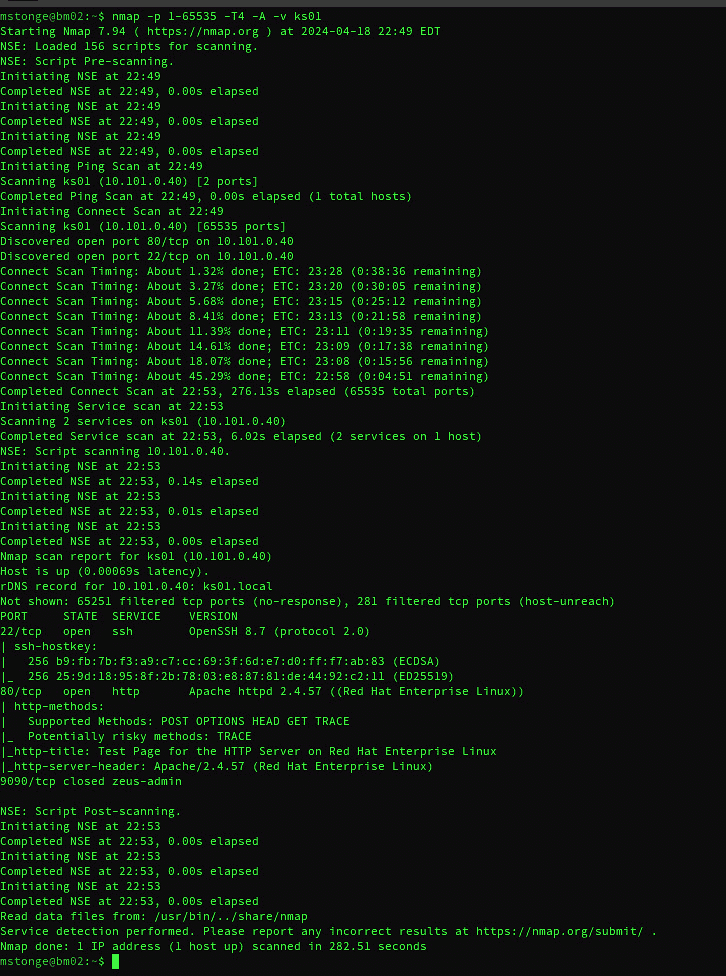 mstonge@bm02:~$ nmap -p 1-65535 -T4 -A -v ks01
Starting Nmap 7.94 ( https://nmap.org ) at 2024-04-18 22:49 EDT
NSE: Loaded 156 scripts for scanning.
NSE: Script Pre-scanning.
Initiating NSE at 22:49
Completed NSE at 22:49, 0.00s elapsed
Initiating NSE at 22:49
Completed NSE at 22:49, 0.00s elapsed
Initiating NSE at 22:49
Completed NSE at 22:49, 0.00s elapsed
Initiating Ping Scan at 22:49
Scanning ks01 (10.101.0.40) [2 ports]
Completed Ping Scan at 22:49, 0.00s elapsed (1 total hosts)
Initiating Connect Scan at 22:49
Scanning ks01 (10.101.0.40) [65535 ports]
Discovered open port 80/tcp on 10.101.0.40
Discovered open port 22/tcp on 10.101.0.40
Connect Scan Timing: About 1.32% done; ETC: 23:28 (0:38:36 remaining)
Connect Scan Timing: About 3.27% done; ETC: 23:20 (0:30:05 remaining)
Connect Scan Timing: About 5.68% done; ETC: 23:15 (0:25:12 remaining)
Connect Scan Timing: About 8.41% done; ETC: 23:13 (0:21:58 remaining)
Connect Scan Timing: About 11.39% done; ETC: 23:11 (0:19:35 remaining)
Connect Scan Timing: About 14.61% done; ETC: 23:09 (0:17:38 remaining)
Connect Scan Timing: About 18.07% done; ETC: 23:08 (0:15:56 remaining)
Connect Scan Timing: About 45.29% done; ETC: 22:58 (0:04:51 remaining)
Completed Connect Scan at 22:53, 276.13s elapsed (65535 total ports)
Initiating Service scan at 22:53
Scanning 2 services on ks01 (10.101.0.40)
Completed Service scan at 22:53, 6.02s elapsed (2 services on 1 host)
NSE: Script scanning 10.101.0.40.
Initiating NSE at 22:53
Completed NSE at 22:53, 0.14s elapsed
Initiating NSE at 22:53
Completed NSE at 22:53, 0.01s elapsed
Initiating NSE at 22:53
Completed NSE at 22:53, 0.00s elapsed
Nmap scan report for ks01 (10.101.0.40)
Host is up (0.00069s latency).
rDNS record for 10.101.0.40: ks01.local
Not shown: 65251 filtered tcp ports (no-response), 281 filtered tcp ports (host-unreach)
PORT     STATE  SERVICE    VERSION
22/tcp   open   ssh        OpenSSH 8.7 (protocol 2.0)
| ssh-hostkey:
|   256 b9:fb:7b:f3:a9:c7:cc:69:3f:6d:e7:d0:ff:f7:ab:83 (ECDSA)
|_  256 25:9d:18:95:8f:2b:78:03:e8:87:81:de:44:92:c2:11 (ED25519)
80/tcp   open   http       Apache httpd 2.4.57 ((Red Hat Enterprise Linux))
| http-methods:
|   Supported Methods: POST OPTIONS HEAD GET TRACE
|_  Potentially risky methods: TRACE
|_http-title: Test Page for the HTTP Server on Red Hat Enterprise Linux
|_http-server-header: Apache/2.4.57 (Red Hat Enterprise Linux)
9090/tcp closed zeus-admin

NSE: Script Post-scanning.
Initiating NSE at 22:53
Completed NSE at 22:53, 0.00s elapsed
Initiating NSE at 22:53
Completed NSE at 22:53, 0.00s elapsed
Initiating NSE at 22:53
Completed NSE at 22:53, 0.00s elapsed
Read data files from: /usr/bin/../share/nmap
Service detection performed. Please report any incorrect results at https://nmap.org/submit/ .
Nmap done: 1 IP address (1 host up) scanned in 282.51 seconds
mstonge@bm02:~$